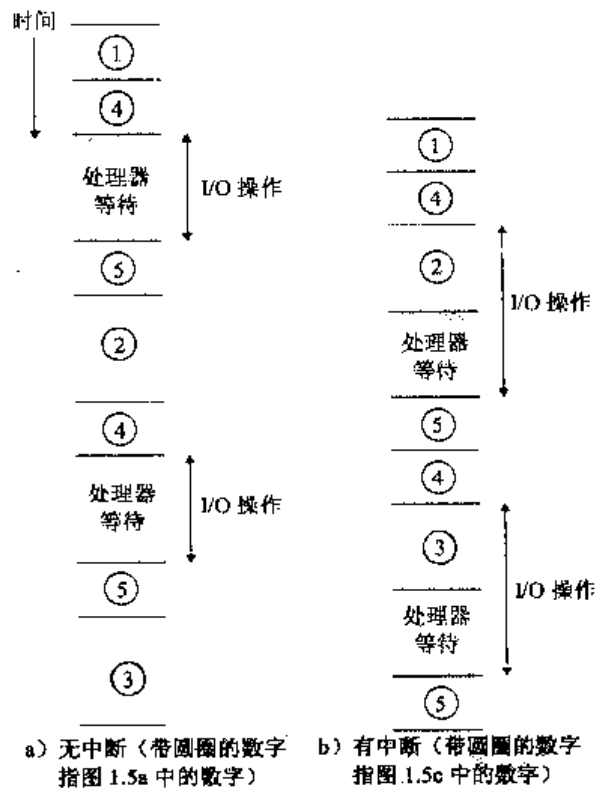 时间
①
④
处理器
等待
I/O 操作
⑤
②
④
处理器
等待
I/O 操作
⑤
③
a）无中断（带圆圈的数字
指图 1.5a 中的数字）
①
④
②
I/O 操作
处理器
等待
⑤
④
③
I/O 操作
处理器
等待
⑤
b）有中断（带圆圈的数字
指图 1.5c 中的数字）